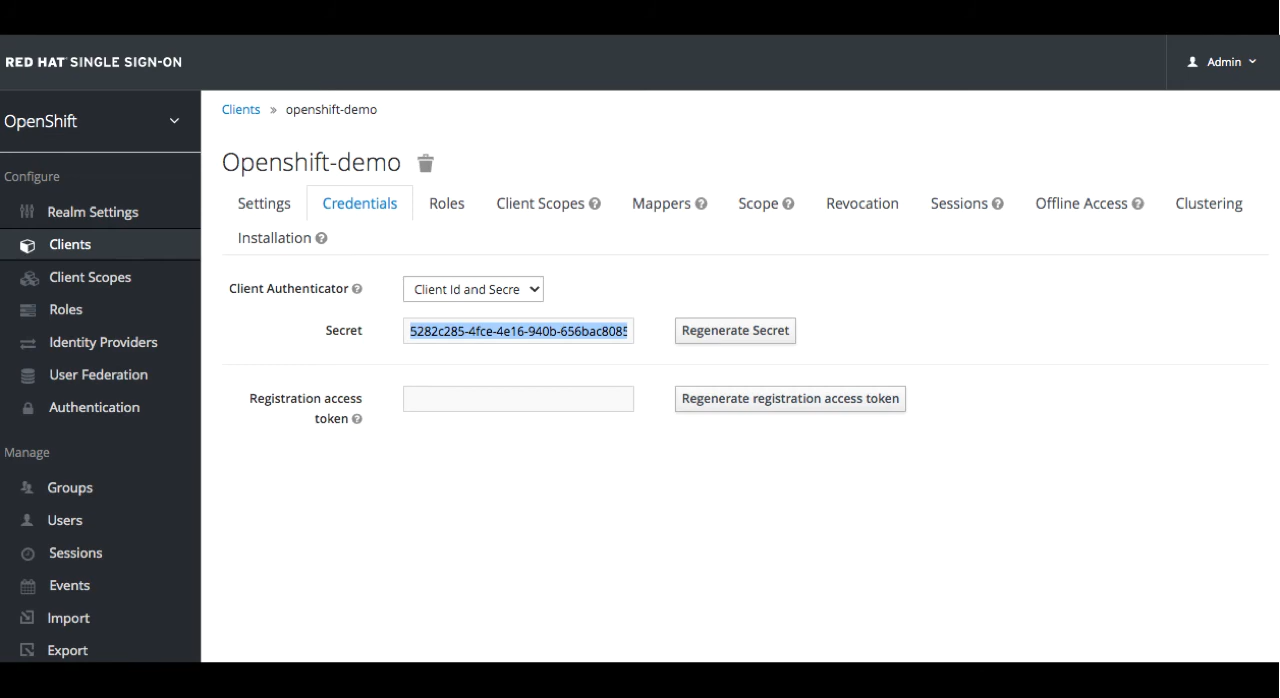 RED HAT SINGLE SIGN-ON
Admin
OpenShift
Clients » openshift-demo
Openshift-demo
Settings Credentials Roles Client Scopes Mappers Scope Revocation Sessions Offline Access Clustering
Installation
Configure
Realm Settings
Clients
Client Scopes
Roles
Identity Providers
User Federation
Authentication
Manage
Groups
Users
Sessions
Events
Import
Export
Client Authenticator Client Id and Secre
Secret 5282c285-4fce-4e16-940b-656bac8085 Regenerate Secret
Registration access
token
Regenerate registration access token